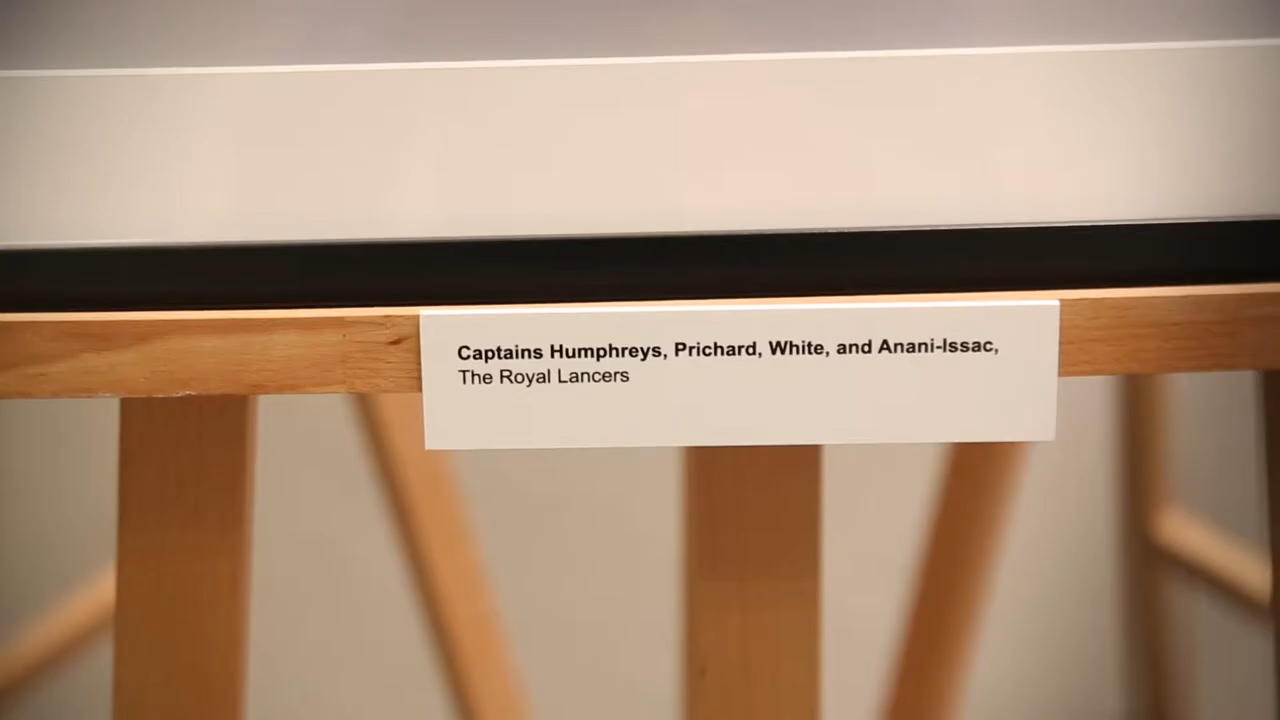 Captains Humphreys, Prichard, White, and Anani-Issac,
The Royal Lancers